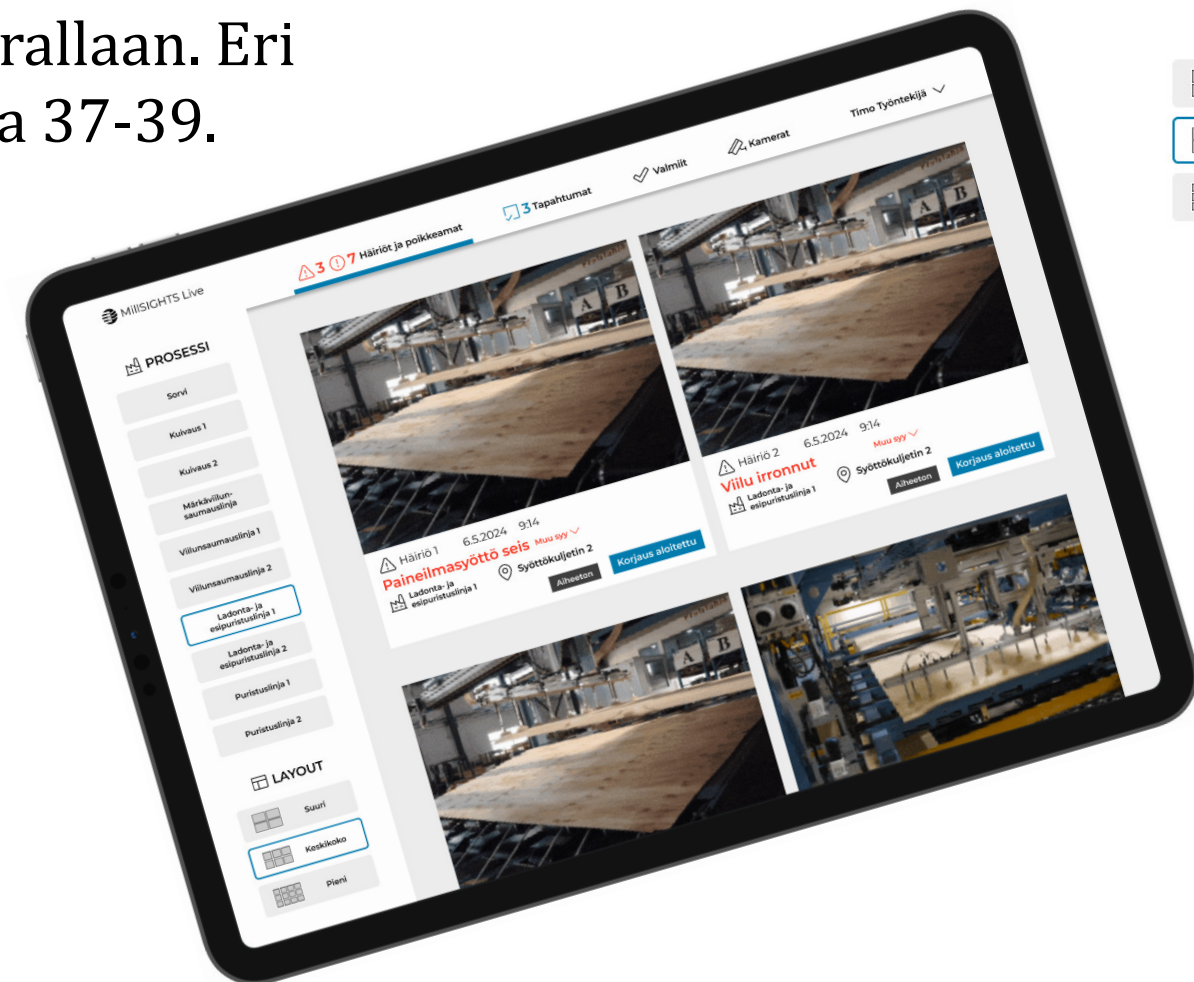 rallaan. Eri
a 37-39.
MillSIGHTS Live
3 7 Häiriöt ja poikkeamat
3 Tapahtumat
Valmiit
Kamerat
Timo Työntekijä
PROSESSI
Sorvi
Kuivaus 1
Kuivaus 2
Märkäviilun-
saumauslinja
Viilunsaumauslinja 1
Viilunsaumauslinja 2
Ladonta- ja
esipuristuslinja 1
Ladonta- ja
esipuristuslinja 2
Puristuslinja 1
Puristuslinja 2
LAYOUT
Suuri
Keskikoko
Pieni
A B
Häiriö 1 6.5.2024 9:14
Paineilmasyöttö seis Muu syy
Ladonta- ja
esipuristuslinja 1
Syöttökuljetin 2
Aiheeton
Korjaus aloitettu
A B
Häiriö 2 6.5.2024 9:14
Viilu irronnut Muu syy
Ladonta- ja
esipuristuslinja 1
Syöttökuljetin 2
Aiheeton
Korjaus aloitettu
A B